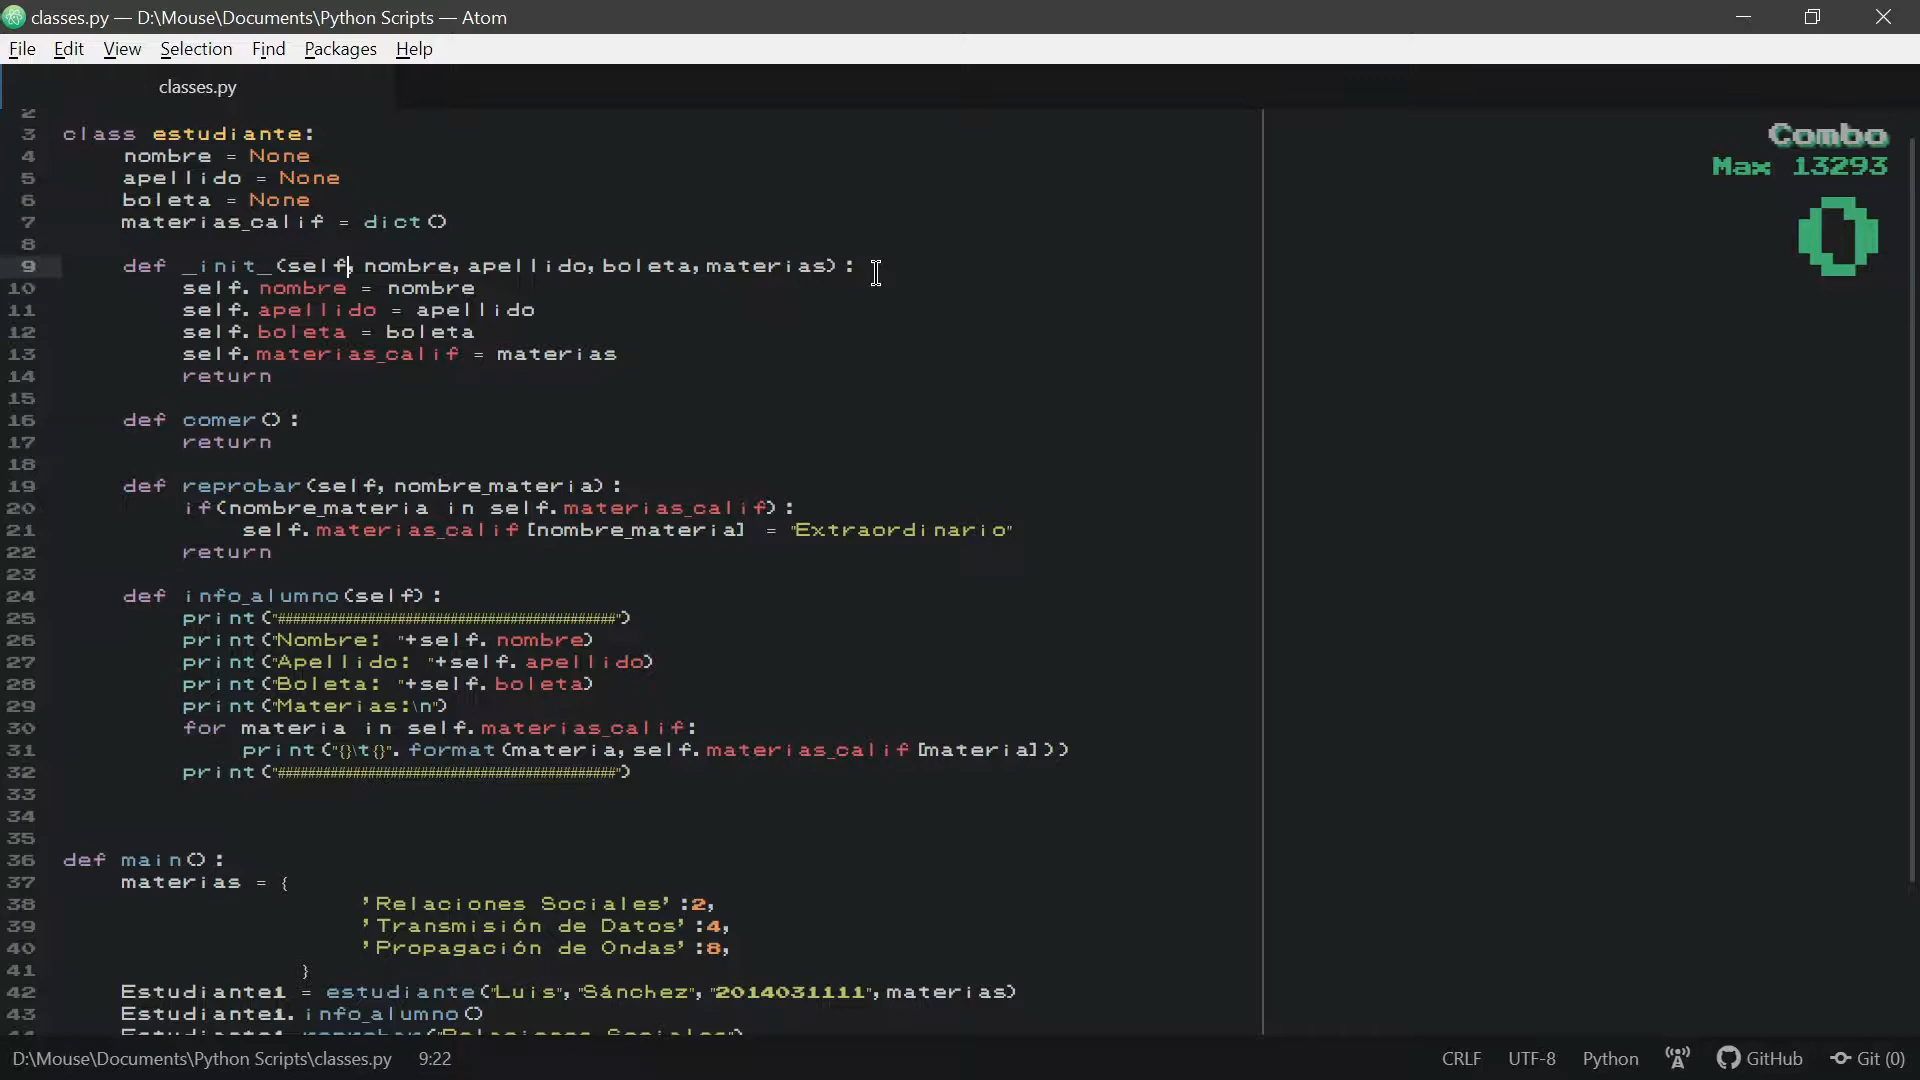 classes.py — D:\Mouse\Documents\Python Scripts — Atom
File Edit View Selection Find Packages Help
classes.py
Combo
Max 13293
0
2
3 class estudiante:
4 nombre = None
5 apellido = None
6 boleta = None
7 materias_calif = dict()
8
9 def __init__(self, nombre,apellido,boleta,materias):
10 self.nombre = nombre
11 self.apellido = apellido
12 self.boleta = boleta
13 self.materias_calif = materias
14 return
15
16 def comer():
17 return
18
19 def reprobar(self,nombre_materia):
20 if(nombre_materia in self.materias_calif):
21 self.materias_calif[nombre_materia] = "Extraordinario"
22 return
23
24 def info_alumno(self):
25 print("##########################################")
26 print("Nombre: "+self.nombre)
27 print("Apellido: "+self.apellido)
28 print("Boleta: "+self.boleta)
29 print("Materias:\n")
30 for materia in self.materias_calif:
31 print("{}\t{}".format(materia,self.materias_calif[materia]))
32 print("##########################################")
33
34
35
36 def main():
37 materias = {
38 'Relaciones Sociales':2,
39 'Transmisión de Datos':4,
40 'Propagación de Ondas':8,
41 }
42 Estudiante1 = estudiante("Luis","Sánchez","2014031111",materias)
43 Estudiante1.info_alumno()
D:\Mouse\Documents\Python Scripts\classes.py 9:22 CRLF UTF-8 Python GitHub Git (0)